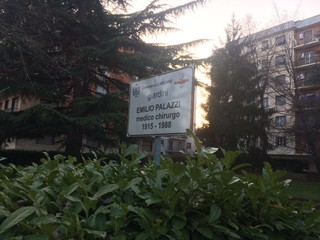 giardini
EMILIO PALAZZI
medico chirurgo
1915 - 1988